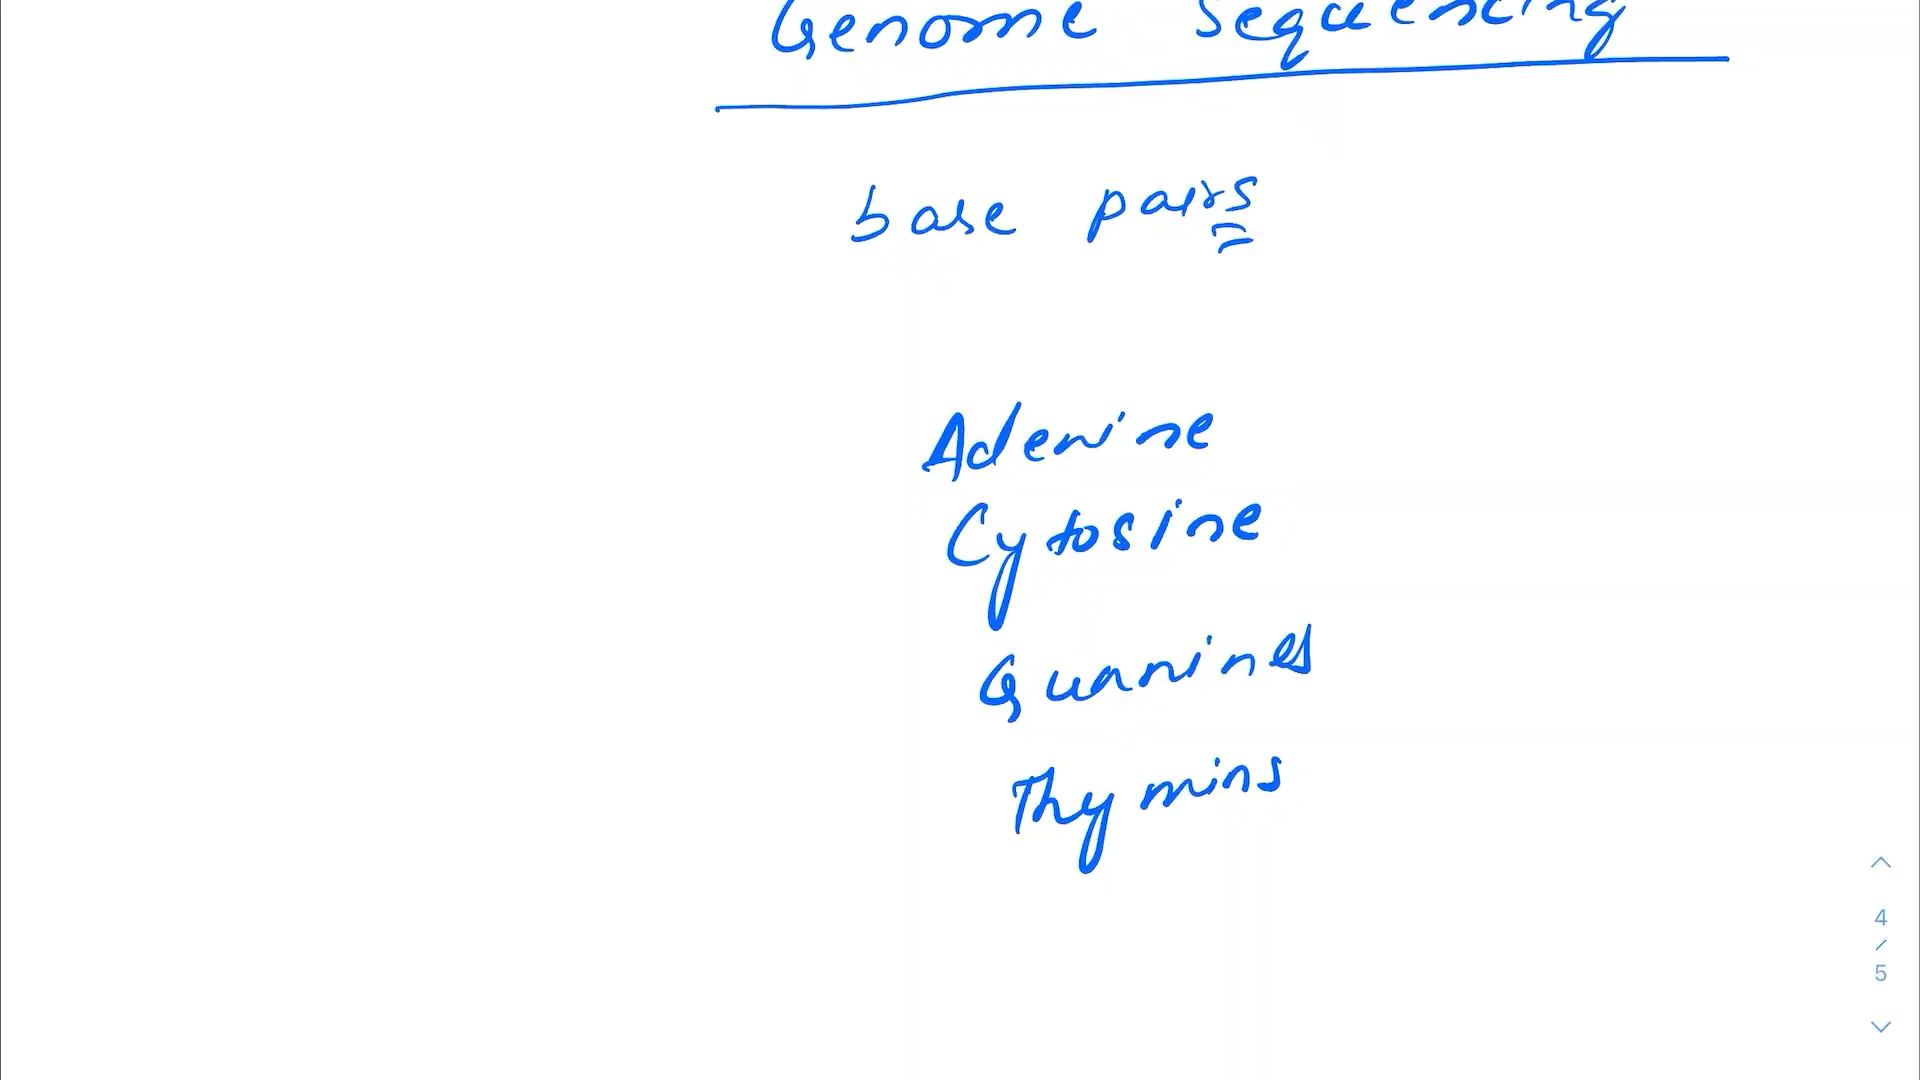 Genome Sequencing
base pairs
Adenine
Cytosine
Guanines
Thymins
4
/
5